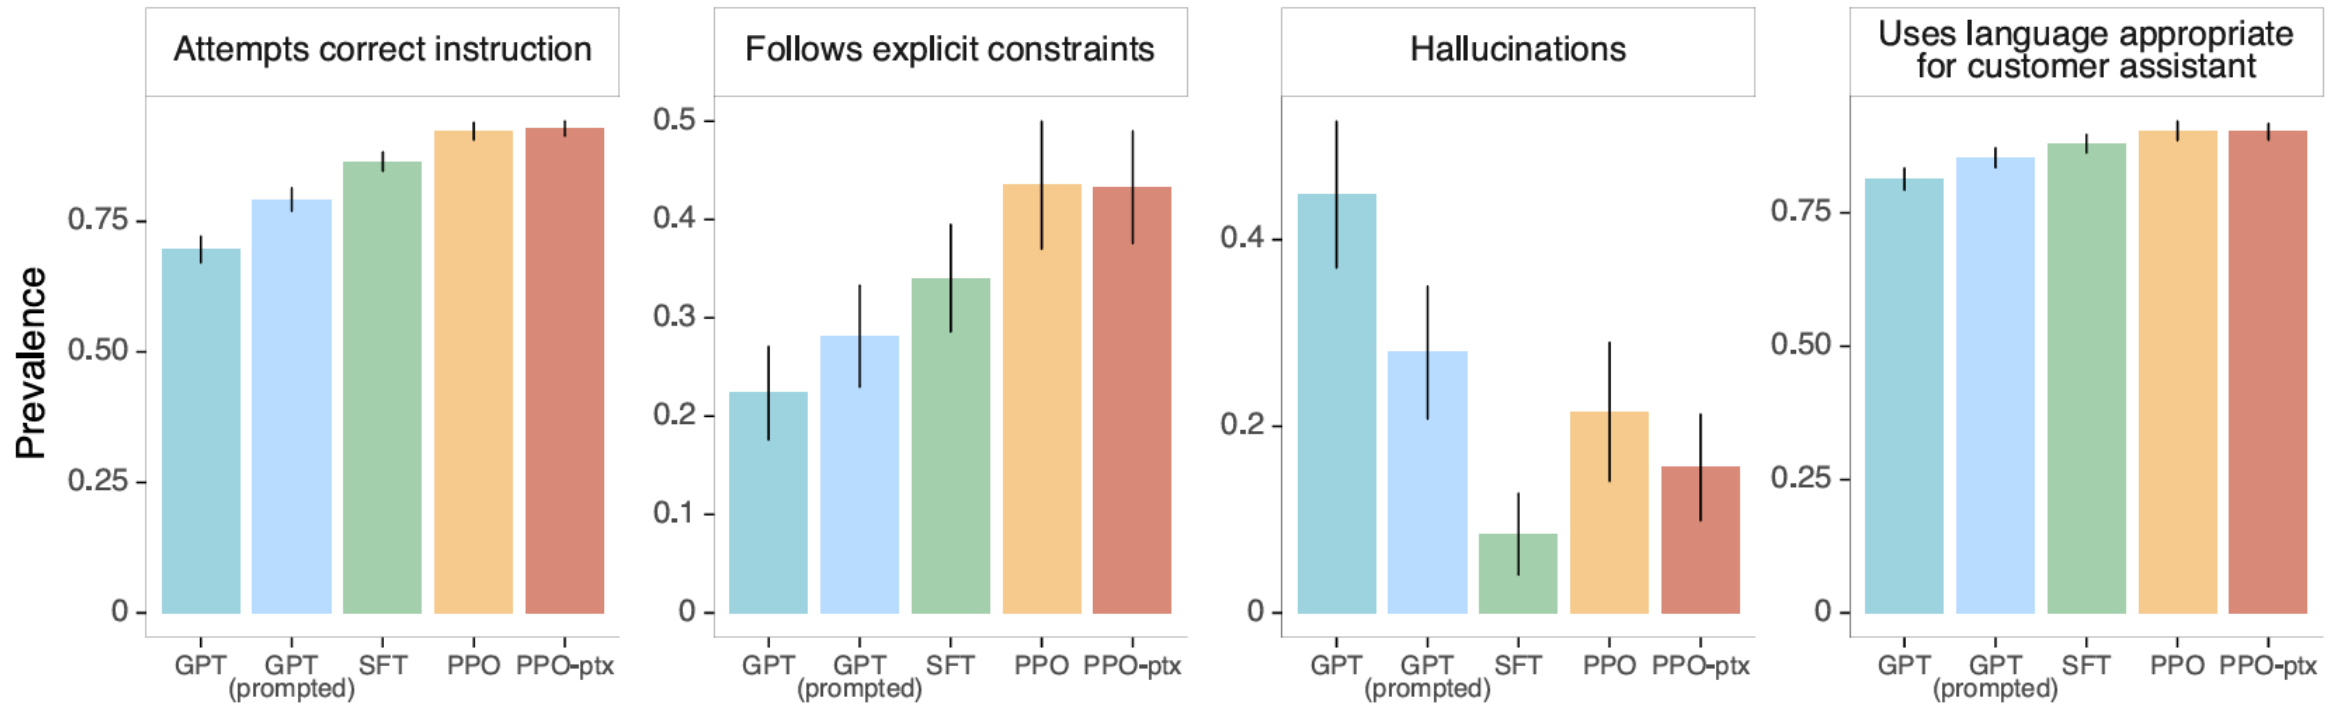 Attempts correct instruction
Follows explicit constraints
Hallucinations
Uses language appropriate
for customer assistant
Prevalence
0.75
0.50
0.25
0
GPT
GPT
(prompted)
SFT
PPO
PPO-ptx
0.5
0.4
0.3
0.2
0.1
0
GPT
GPT
(prompted)
SFT
PPO
PPO-ptx
0.4
0.2
0
GPT
GPT
(prompted)
SFT
PPO
PPO-ptx
0.75
0.50
0.25
0
GPT
GPT
(prompted)
SFT
PPO
PPO-ptx